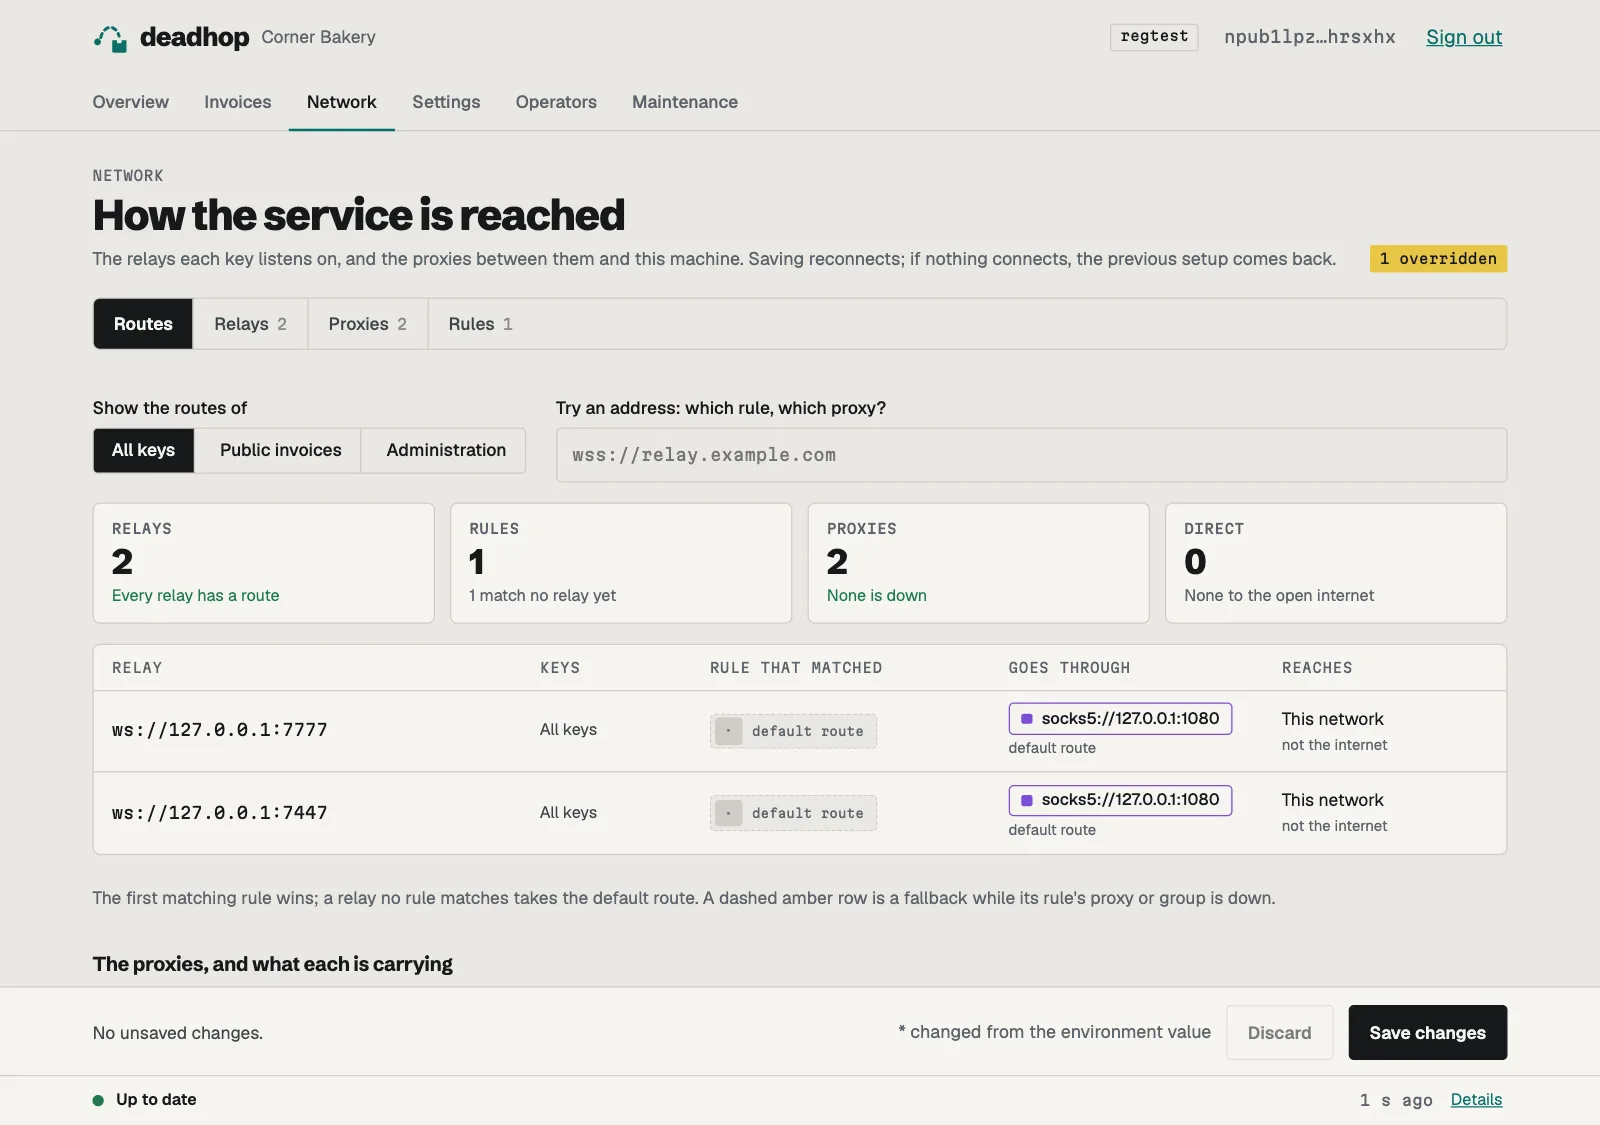 deadhop Corner Bakery regtest npub1lpz…hrsxhx Sign out
Overview Invoices Network Settings Operators Maintenance
NETWORK
How the service is reached
The relays each key listens on, and the proxies between them and this machine. Saving reconnects; if nothing connects, the previous setup comes back. 1 overridden
Routes Relays 2 Proxies 2 Rules 1
Show the routes of Try an address: which rule, which proxy?
All keys Public invoices Administration wss://relay.example.com
RELAYS RULES PROXIES DIRECT
2 1 2 0
Every relay has a route 1 match no relay yet None is down None to the open internet
RELAY KEYS RULE THAT MATCHED GOES THROUGH REACHES
ws://127.0.0.1:7777 All keys · default route socks5://127.0.0.1:1080 This network
default route not the internet
ws://127.0.0.1:7447 All keys · default route socks5://127.0.0.1:1080 This network
default route not the internet
The first matching rule wins; a relay no rule matches takes the default route. A dashed amber row is a fallback while its rule's proxy or group is down.
The proxies, and what each is carrying
No unsaved changes. * changed from the environment value Discard Save changes
Up to date 1 s ago Details